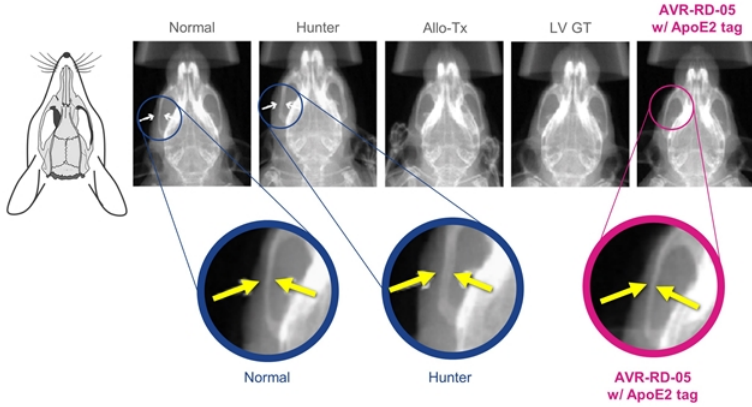 Normal
Hunter
Allo-Tx
LV GT
AVR-RD-05
w/ ApoE2 tag
Normal
Hunter
AVR-RD-05
w/ ApoE2 tag